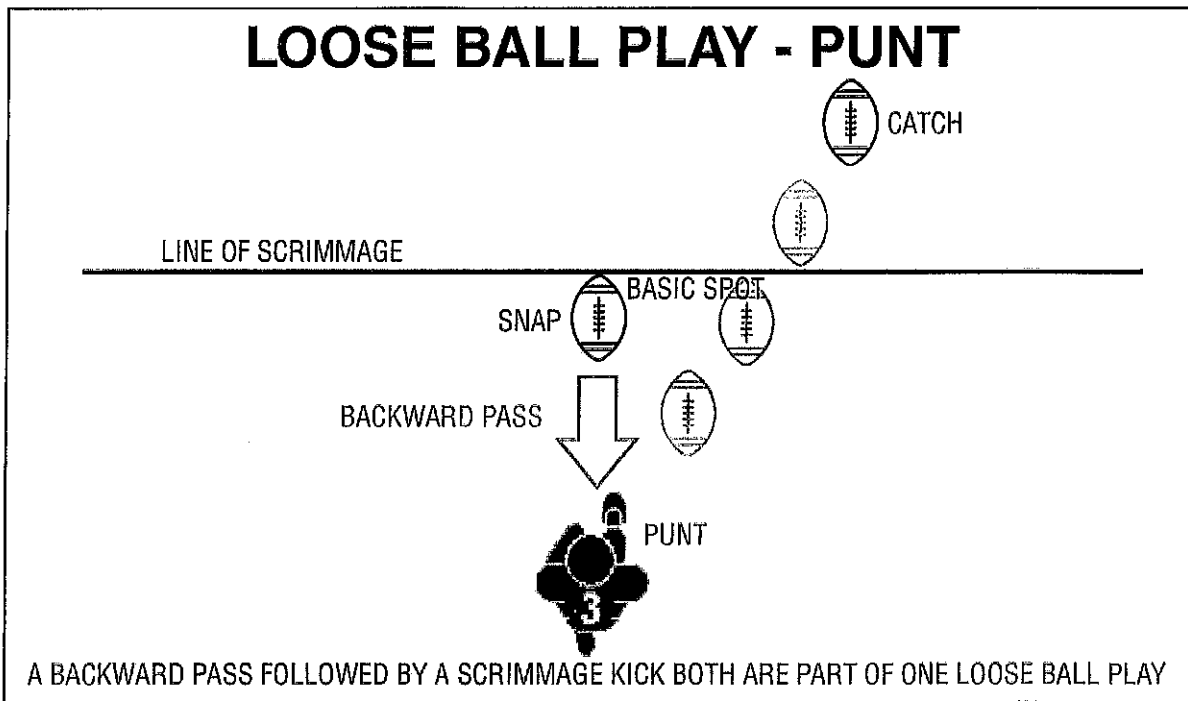 LOOSE BALL PLAY - PUNT
CATCH
LINE OF SCRIMMAGE
BASIC SPOT
SNAP
BACKWARD PASS
PUNT
3
A BACKWARD PASS FOLLOWED BY A SCRIMMAGE KICK BOTH ARE PART OF ONE LOOSE BALL PLAY